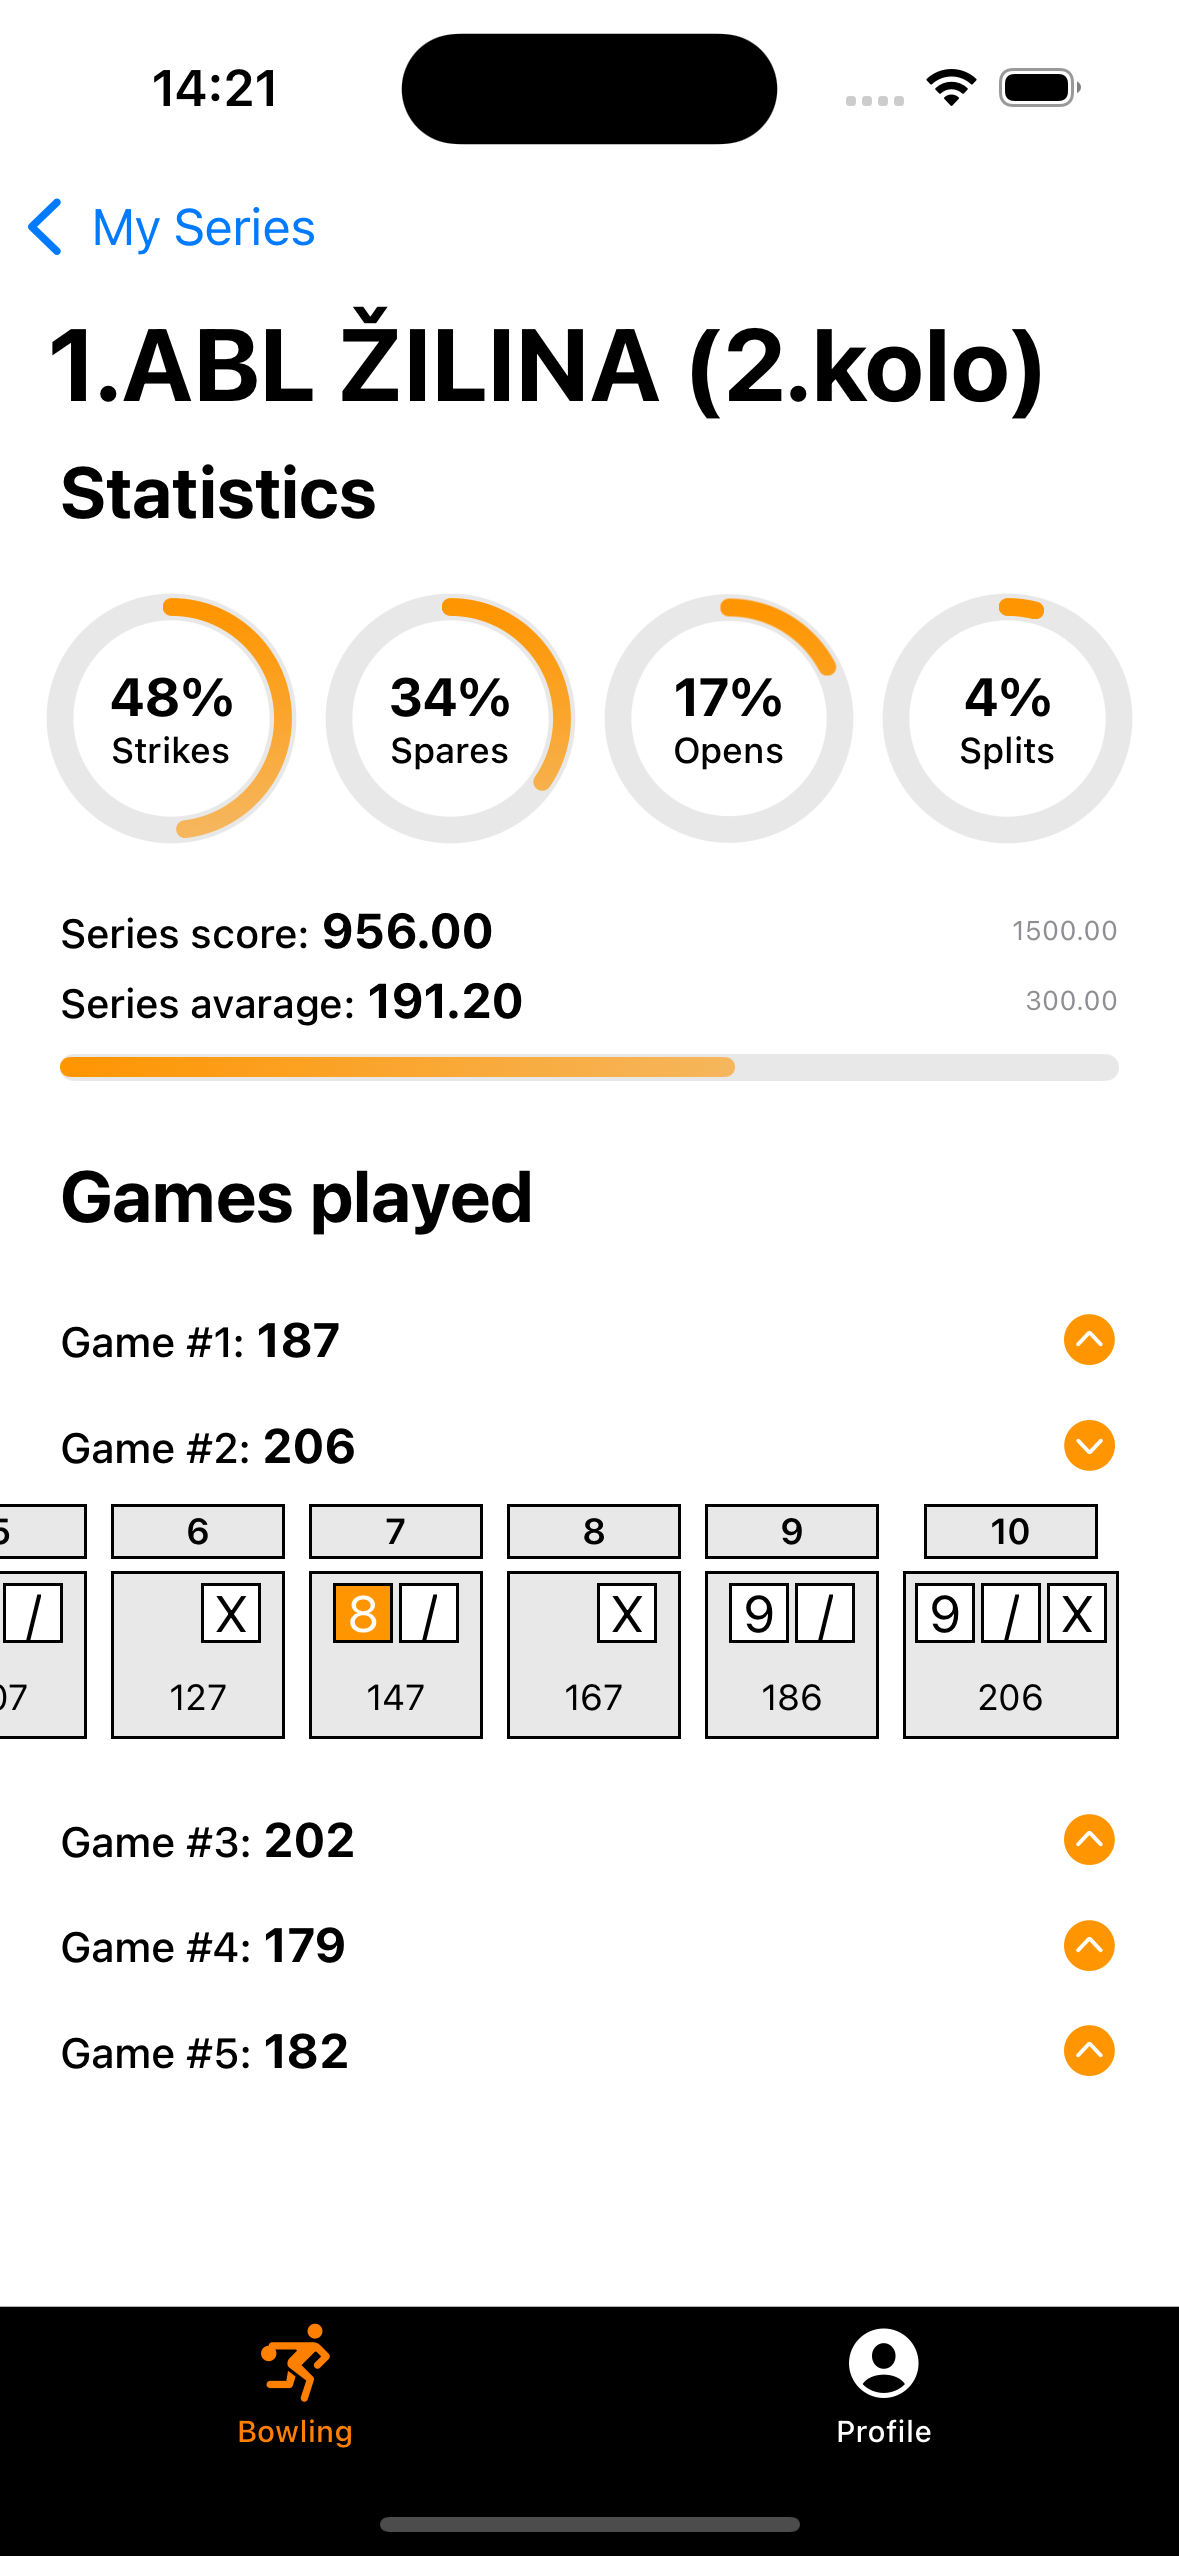 14:21
My Series
1.ABL ŽILINA (2.kolo)
Statistics
48% 34% 17% 4%
Strikes Spares Opens Splits
Series score: 956.00 1500.00
Series avarage: 191.20 300.00
Games played
Game #1: 187
Game #2: 206
5 6 7 8 9 10
/ X 8 / X 9 / 9 / X
07 127 147 167 186 206
Game #3: 202
Game #4: 179
Game #5: 182
Bowling Profile